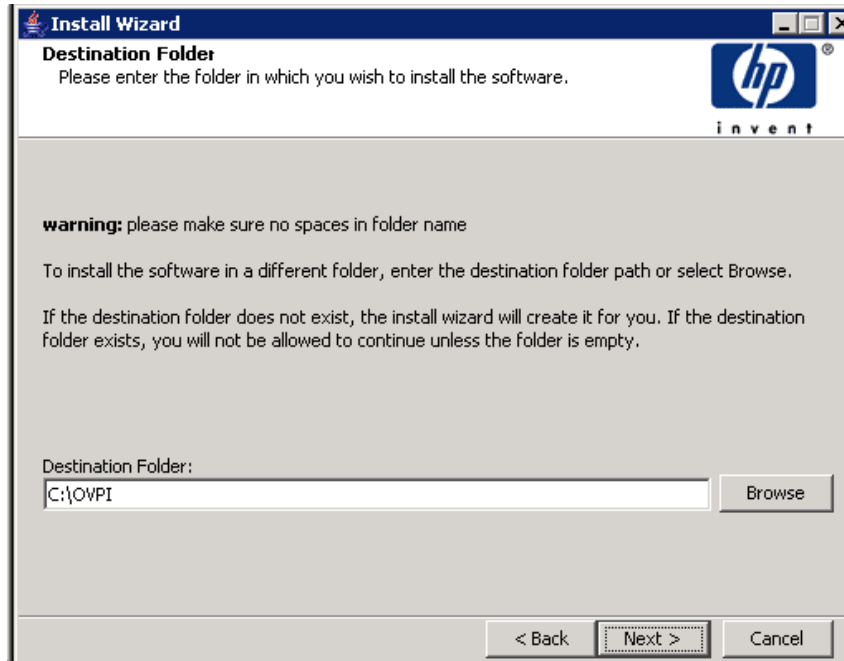 Install Wizard
Destination Folder
Please enter the folder in which you wish to install the software.
hp
®
invent
warning: please make sure no spaces in folder name
To install the software in a different folder, enter the destination folder path or select Browse.
If the destination folder does not exist, the install wizard will create it for you. If the destination
folder exists, you will not be allowed to continue unless the folder is empty.
Destination Folder:
C:\OVPI
Browse
< Back
Next >
Cancel